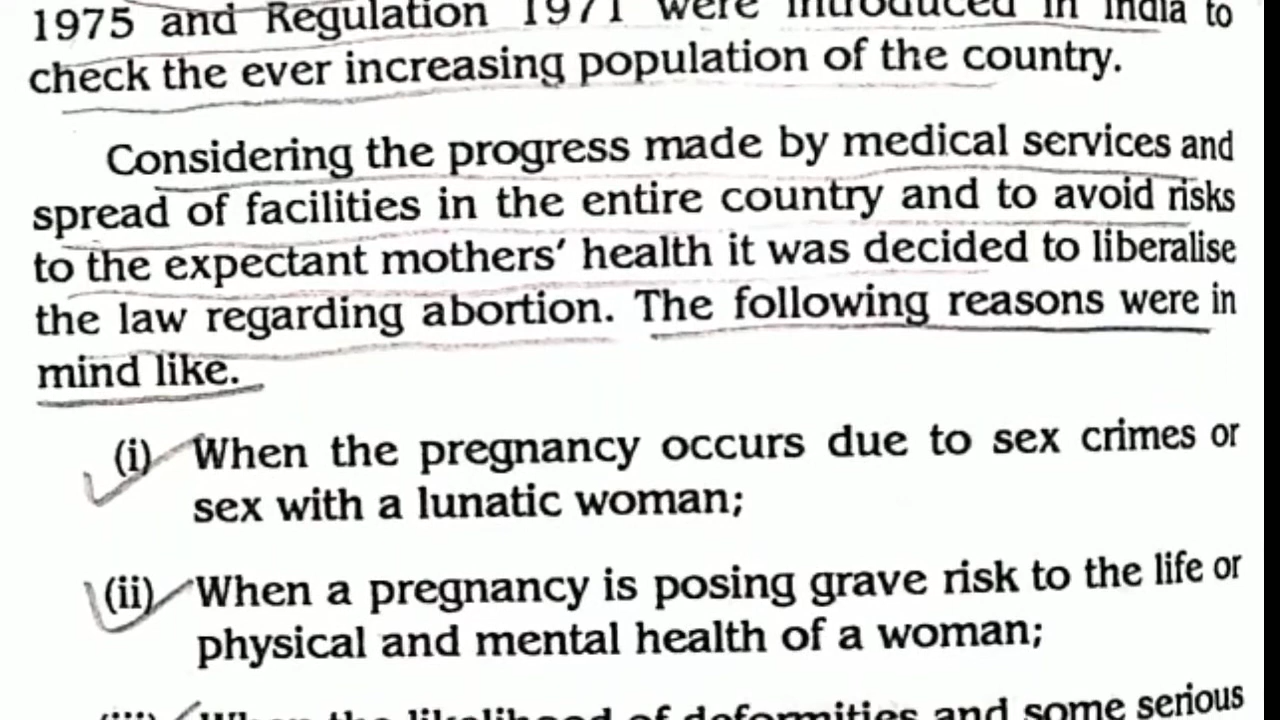 1975 and Regulation 1971 were introduced in India to
check the ever increasing population of the country.
Considering the progress made by medical services and
spread of facilities in the entire country and to avoid risks
to the expectant mothers' health it was decided to liberalise
the law regarding abortion. The following reasons were in
mind like.
(i) When the pregnancy occurs due to sex crimes or
sex with a lunatic woman;
(ii) When a pregnancy is posing grave risk to the life or
physical and mental health of a woman;
(iii) When the likelihood of deformities and some serious